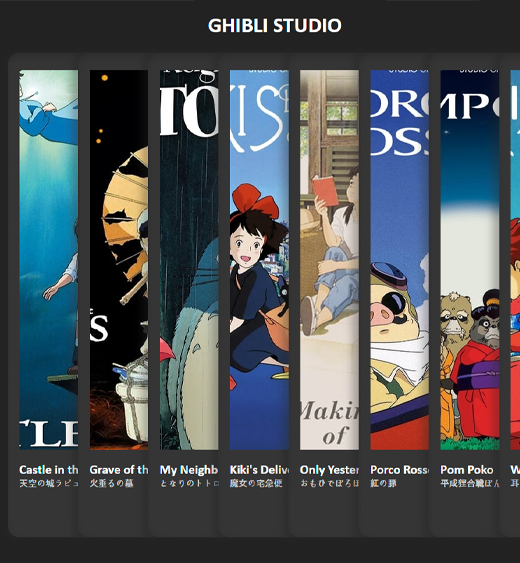 GHIBLI STUDIO
TO
KIS
ORC
OSS
MPO
S
TLE
Makin
of
Castle in th
天空の城ラピュ
Grave of th
火垂るの墓
My Neighb
となりのトトロ
Kiki's Delive
魔女の宅急便
Only Yester
おもひでぽろぽ
Porco Rosso
紅の豚
Pom Poko
平成狸合戦ぽん
W
耳